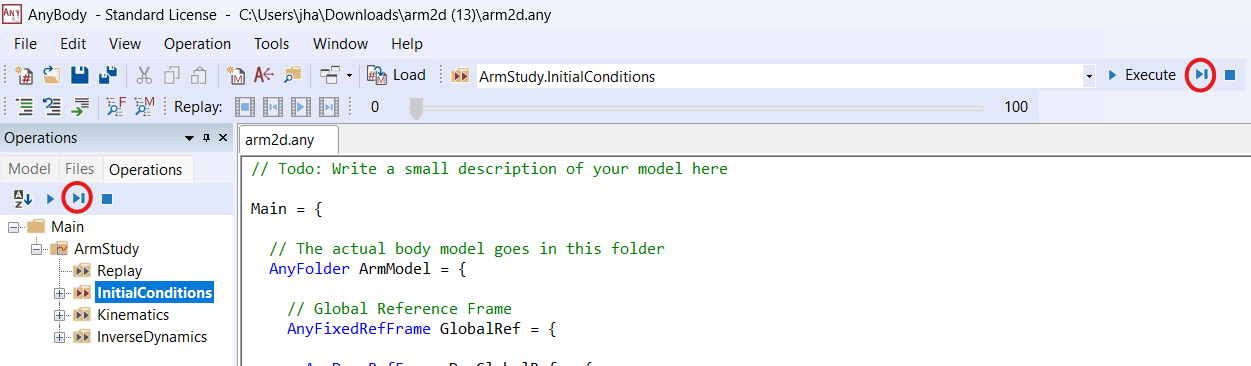 AnyBody - Standard License - C:\Users\jha\Downloads\arm2d (13)\arm2d.any
File Edit View Operation Tools Window Help
Load ArmStudy.InitialConditions Execute
Replay: 0 100
Operations
arm2d.any
Model Files Operations
// Todo: Write a small description of your model here
Main = {
Main
// The actual body model goes in this folder
ArmStudy
AnyFolder ArmModel = {
Replay
InitialConditions
// Global Reference Frame
Kinematics
AnyFixedRefFrame GlobalRef = {
InverseDynamics